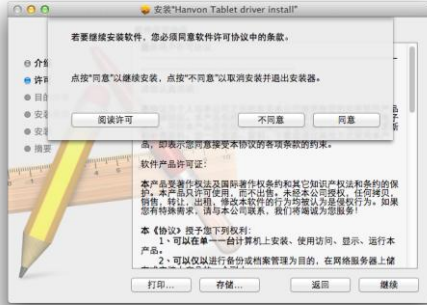 安装“Hanvon Tablet driver install”
若要继续安装软件，您必须同意软件许可协议中的条款。
点按“同意”以继续安装，点按“不同意”以取消安装并退出安装器。
阅读许可
不同意
同意
介绍
许可
目的
安装
安装
摘要
品，即表示您同意接受本协议的各项条款的约束。
软件产品许可证：
本产品受著作权法及国际著作权条约和其它知识产权法和条约的保
护。本产品只许可使用，而不出售。未经本公司授权，任何拷贝，
销售，转让，出租，修改本软件的行为均被认为是侵权行为。如果
您有特殊需求，请与本公司联系，我们将竭诚为您服务！
本《协议》授予您下列权利：
1、可以在单一一台计算机上安装、使用访问、显示、运行本
产品。
2、可以仅以进行备份或档案管理为目的，在网络服务器上储
打印...
存储...
返回
继续